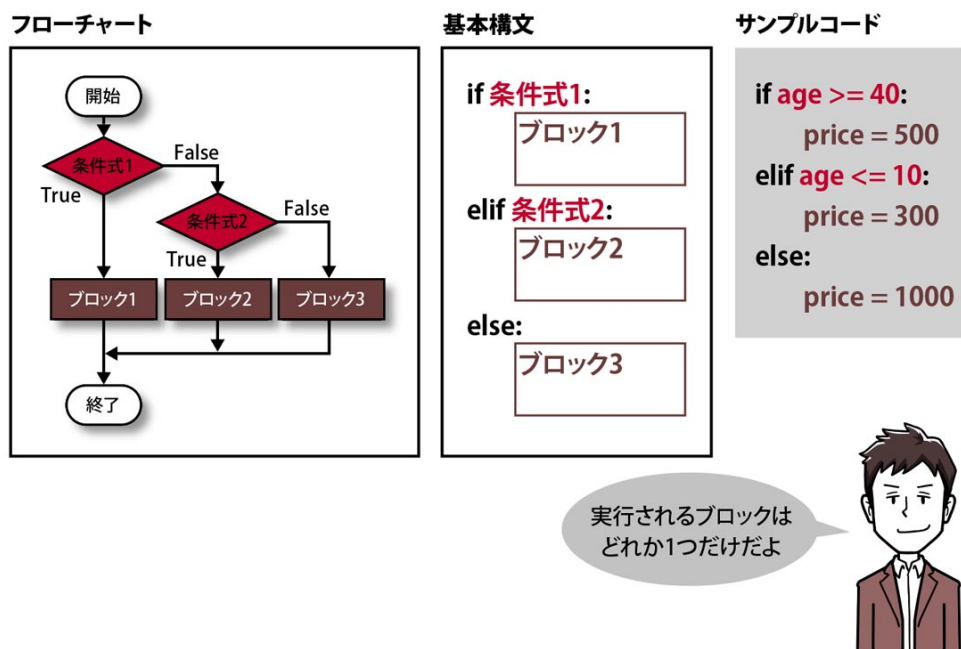 フローチャート
開始
条件式1
False
True
条件式2
False
True
ブロック1
ブロック2
ブロック3
終了
基本構文
if 条件式1:
ブロック1
elif 条件式2:
ブロック2
else:
ブロック3
サンプルコード
if age >= 40:
price = 500
elif age <= 10:
price = 300
else:
price = 1000
実行されるブロックは
どれか1つだけだよ